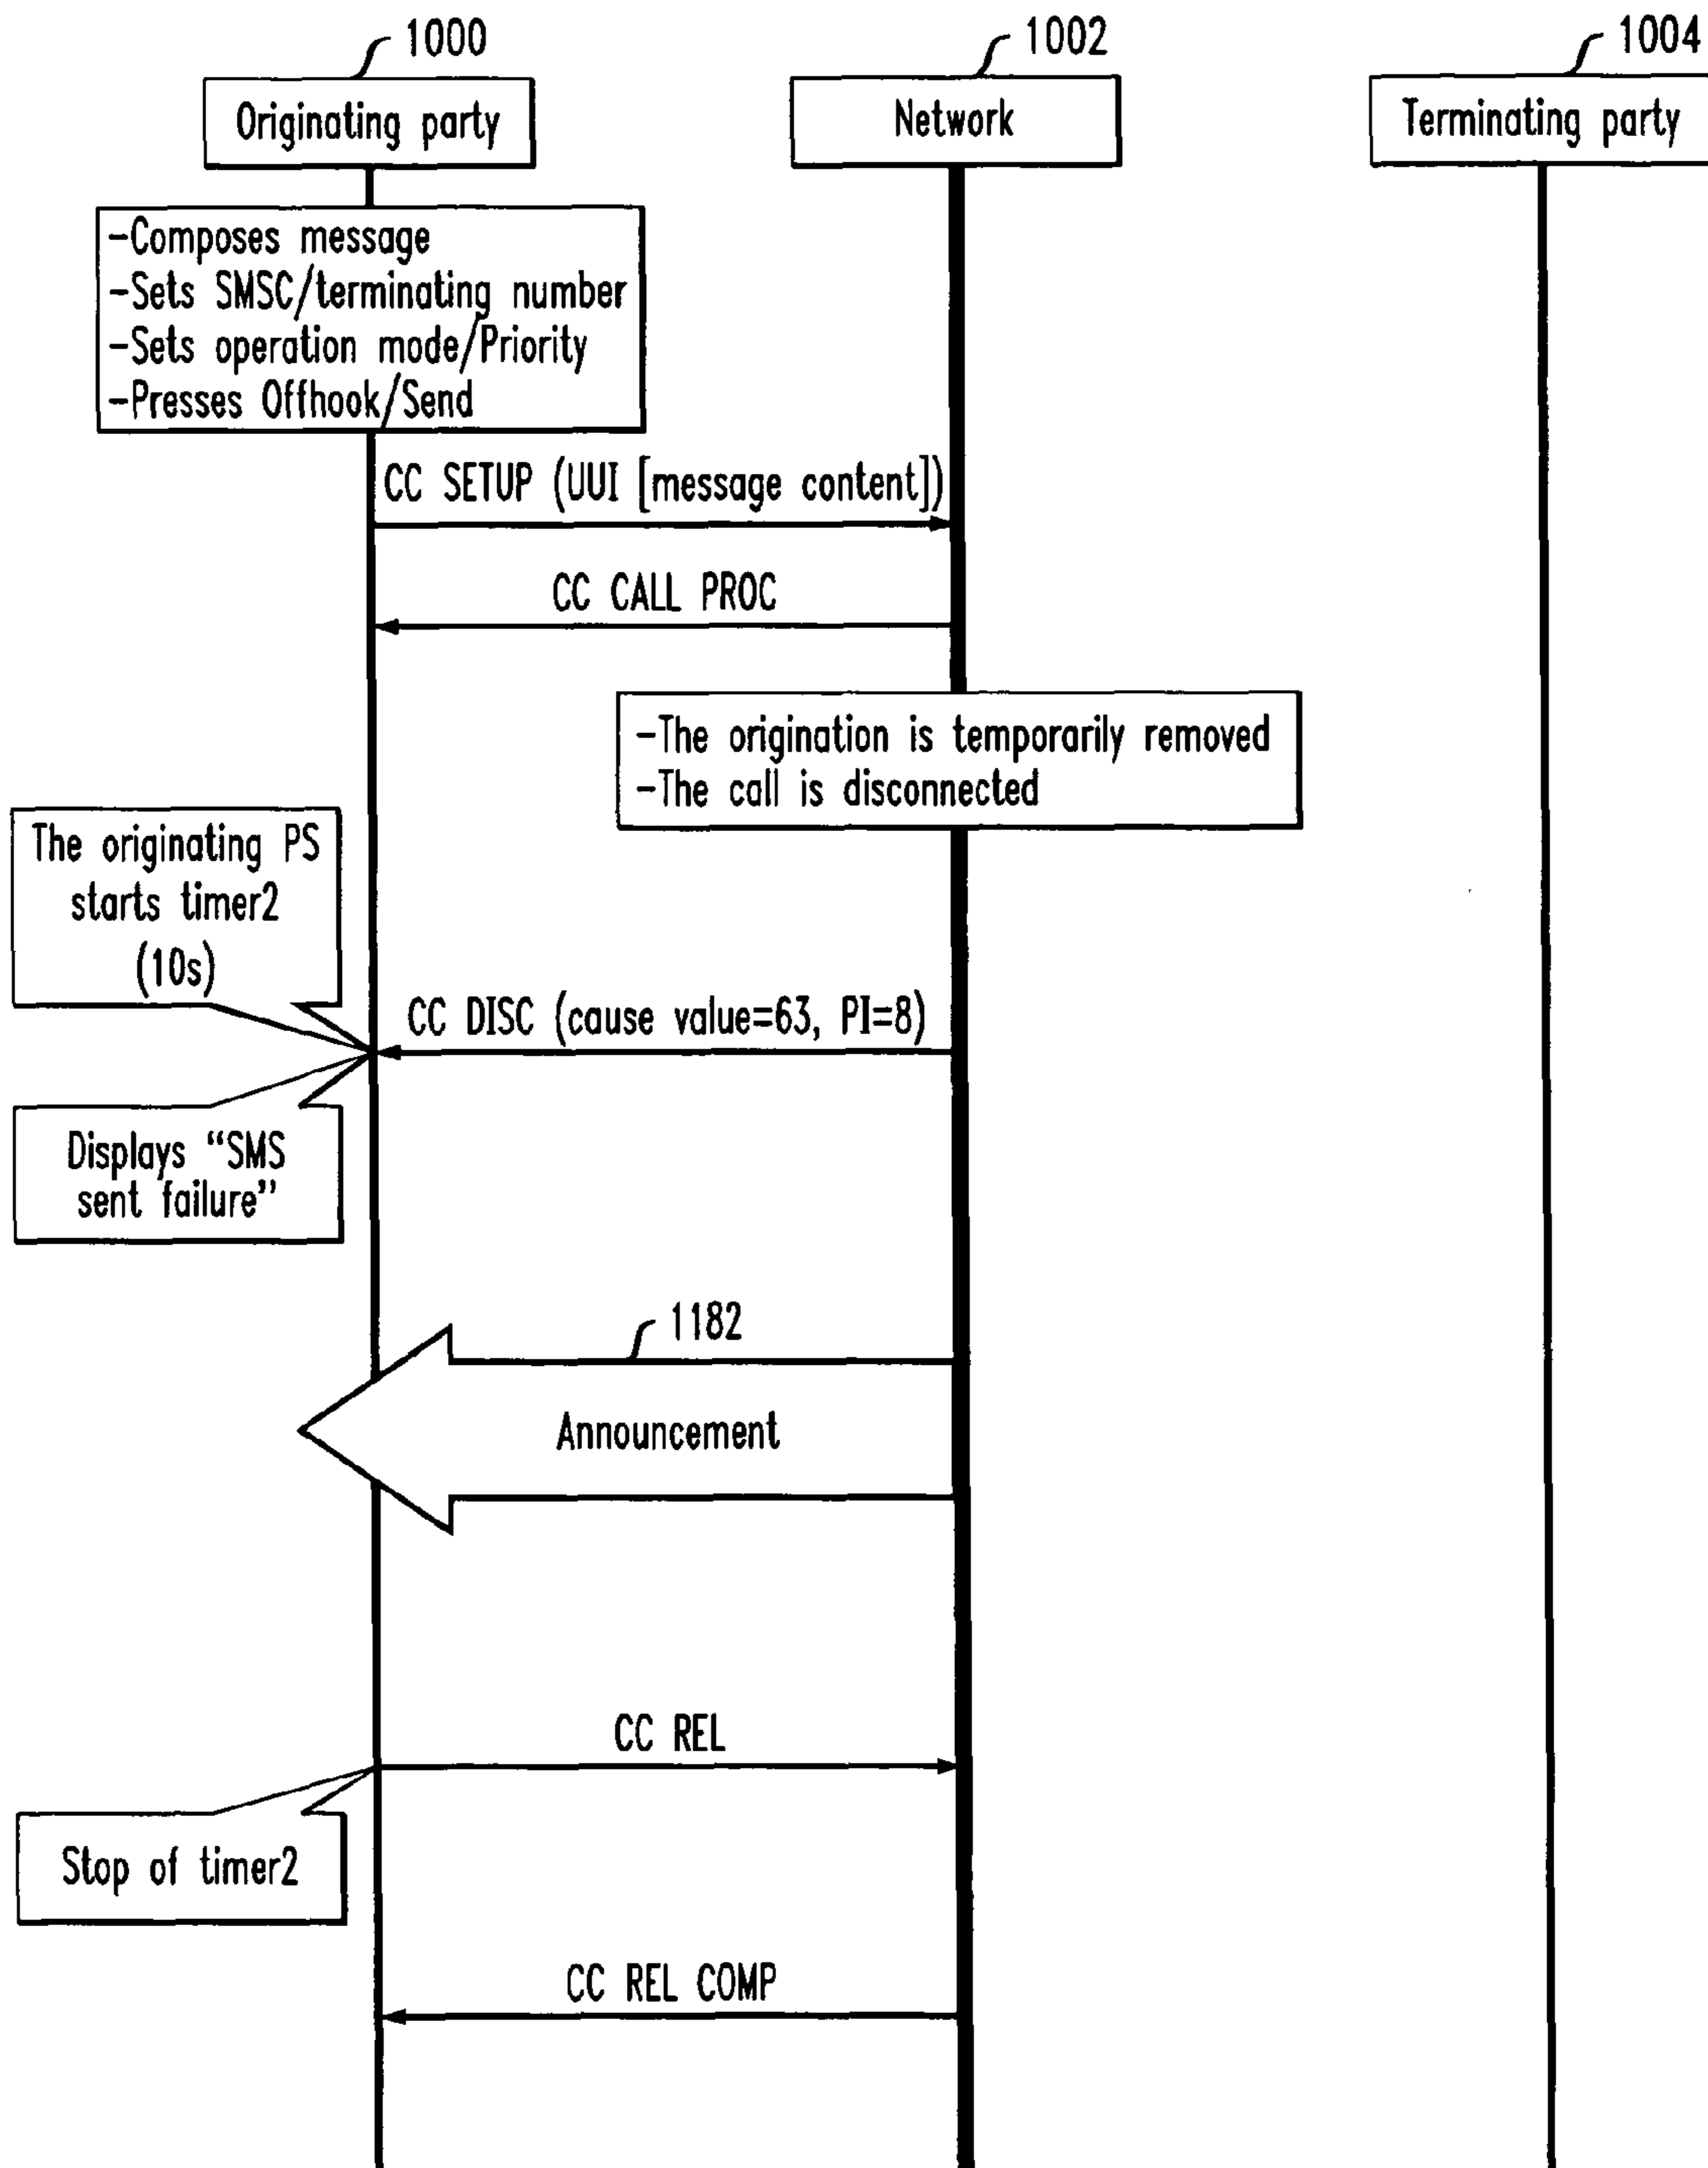 1000
1002
1004
Originating party
Network
Terminating party
-Composes message
-Sets SMSC/terminating number
-Sets operation mode/Priority
-Presses Offhook/Send
CC SETUP (UUI [message content])
CC CALL PROC
-The origination is temporarily removed
-The call is disconnected
The originating PS
starts timer2
(10s)
CC DISC (cause value=63, PI=8)
Displays “SMS
sent failure”
1182
Announcement
CC REL
Stop of timer2
CC REL COMP